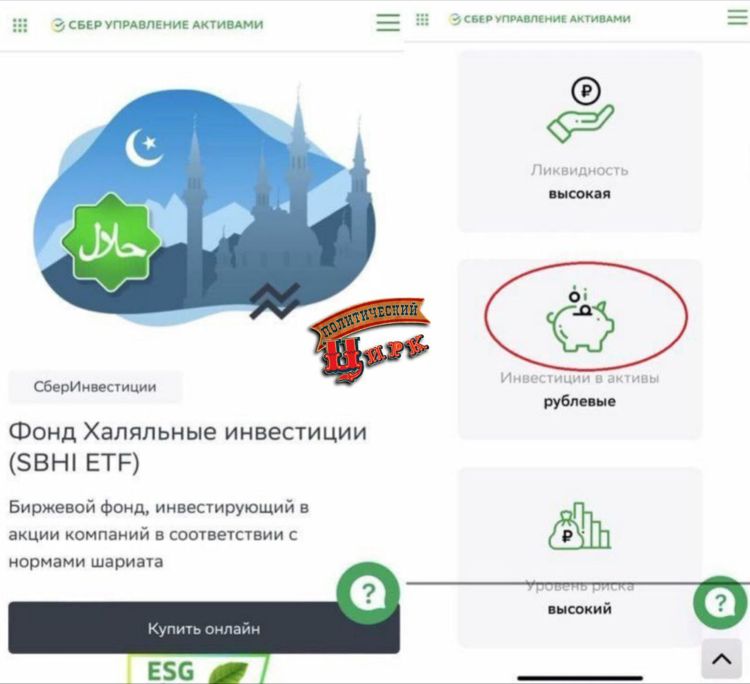 СБЕР УПРАВЛЕНИЕ АКТИВАМИ
حلال
СберИнвестиции
Фонд Халяльные инвестиции
(SBHI ETF)
Биржевой фонд, инвестирующий в
акции компаний в соответствии с
нормами шариата
?
Купить онлайн
ESG
ПОЛИТИЧЕСКИЙ
ЦИРК.
СБЕР УПРАВЛЕНИЕ АКТИВАМИ
₽
Ликвидность
высокая
Инвестиции в активы
рублевые
₽
Уровень риска
высокий
?